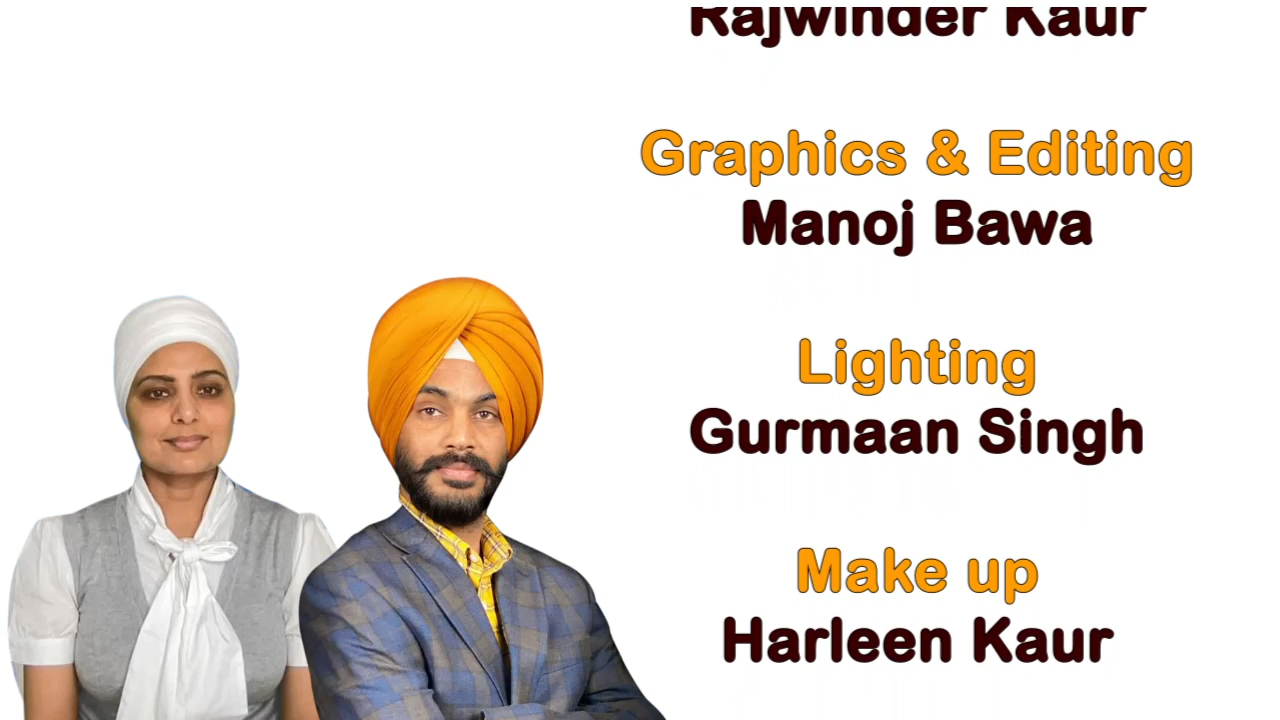 Rajwinder Kaur
Graphics & Editing
Manoj Bawa
Lighting
Gurmaan Singh
Make up
Harleen Kaur